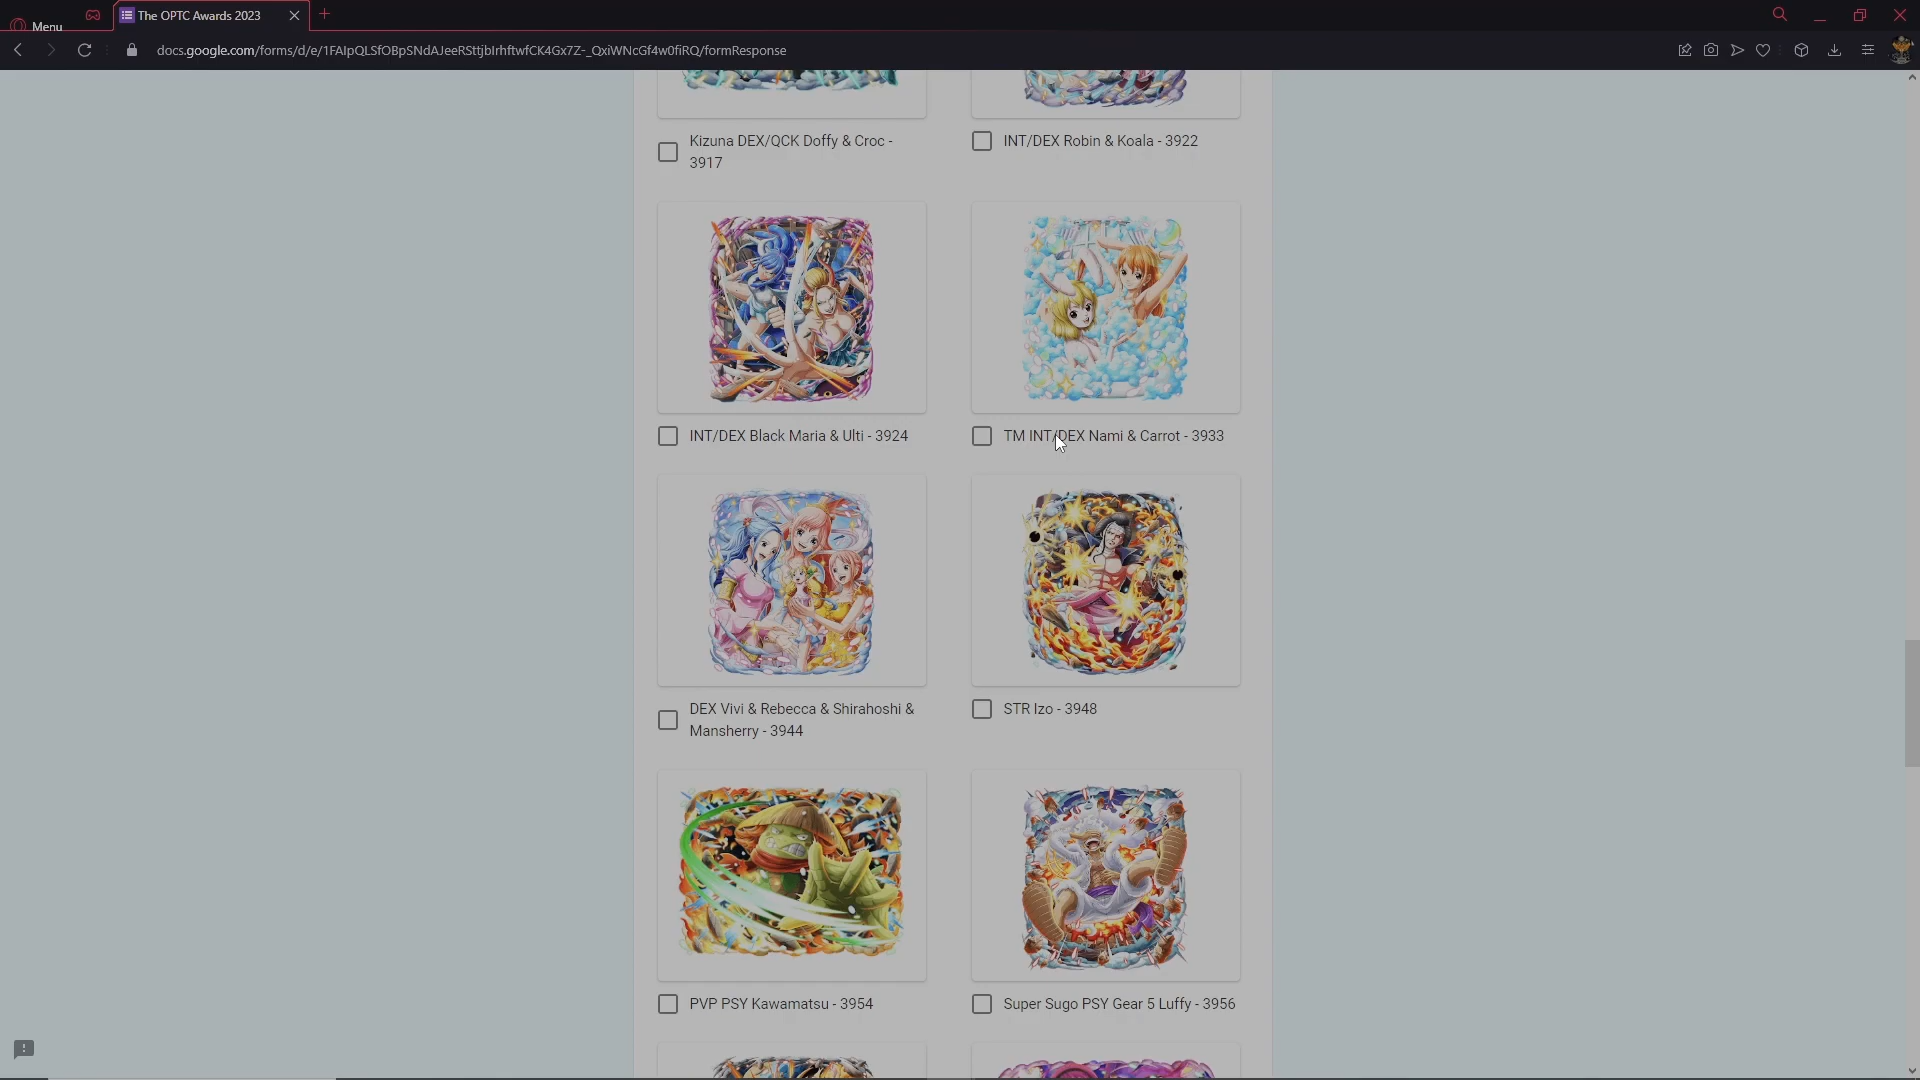 Menu
The OPTC Awards 2023
docs.google.com/forms/d/e/1FAIpQLSfOBpSNdAJeeRSttjbIrhftwfCK4Gx7Z-_QxiWNcGf4w0fiRQ/formResponse
Kizuna DEX/QCK Doffy & Croc -
3917
INT/DEX Robin & Koala - 3922
INT/DEX Black Maria & Ulti - 3924
TM INT/DEX Nami & Carrot - 3933
DEX Vivi & Rebecca & Shirahoshi &
Mansherry - 3944
STR Izo - 3948
PVP PSY Kawamatsu - 3954
Super Sugo PSY Gear 5 Luffy - 3956